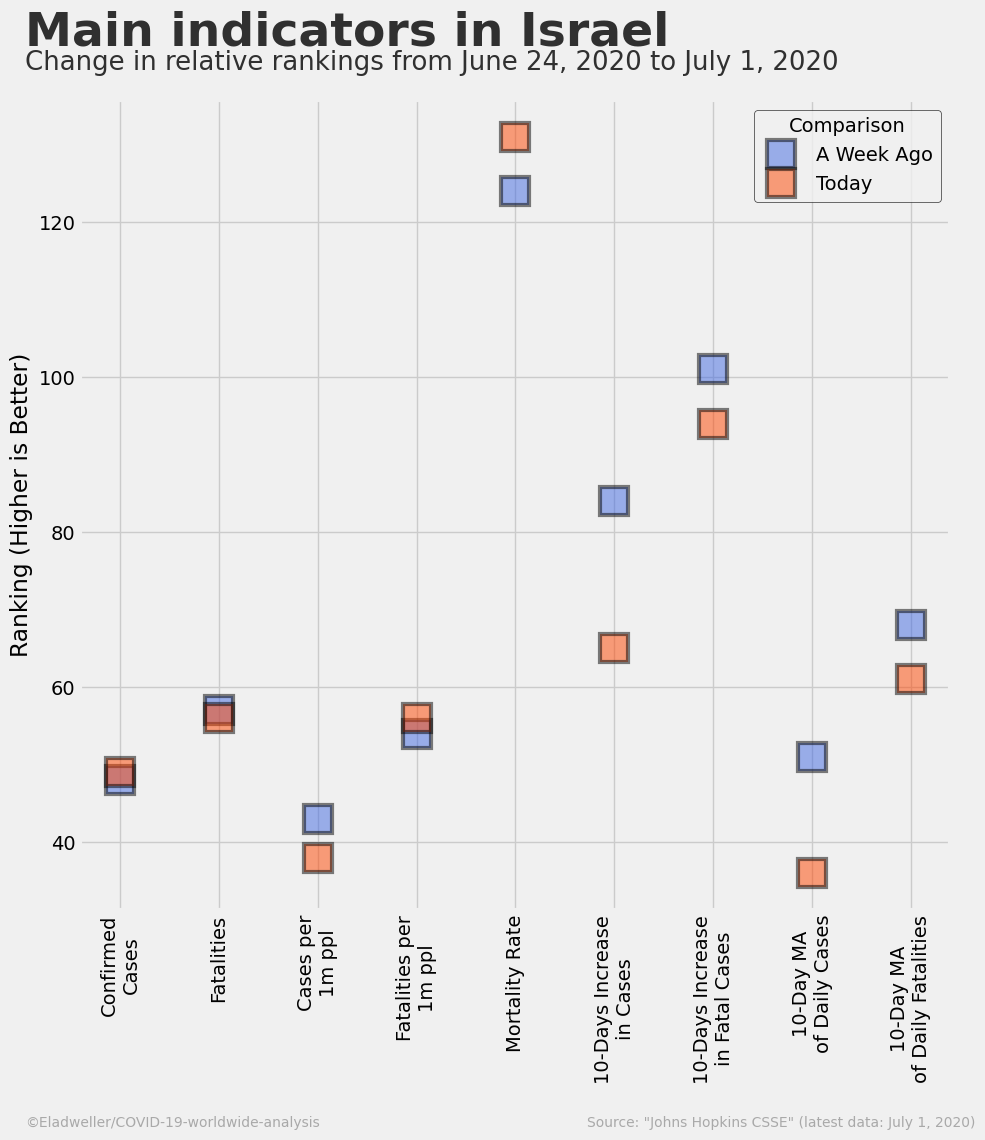 Main indicators in Israel
Change in relative rankings from June 24, 2020 to July 1, 2020
Comparison
A Week Ago
Today
Ranking (Higher is Better)
120
100
80
60
40
Confirmed
Cases
Fatalities
Cases per
1m ppl
Fatalities per
1m ppl
Mortality Rate
10-Days Increase
in Cases
10-Days Increase
in Fatal Cases
10-Day MA
of Daily Cases
10-Day MA
of Daily Fatalities
©Eladweller/COVID-19-worldwide-analysis
Source: "Johns Hopkins CSSE" (latest data: July 1, 2020)